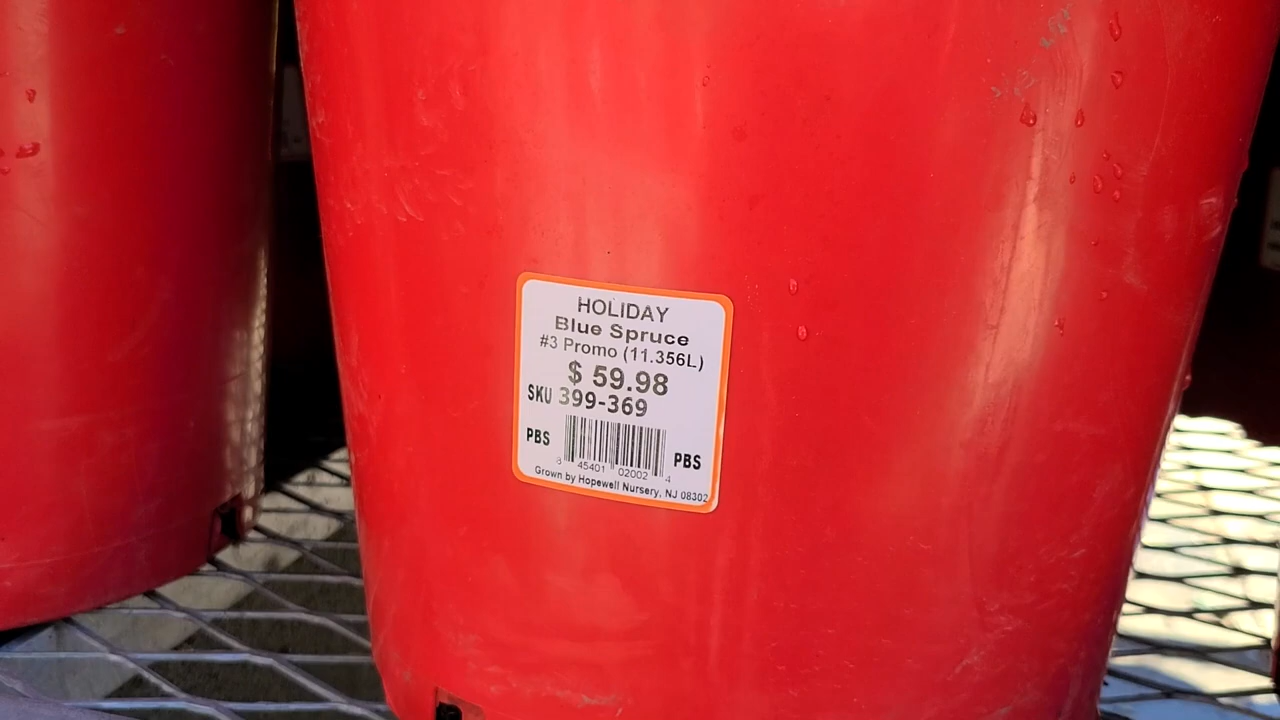 HOLIDAY
Blue Spruce
#3 Promo (11.356L)
$ 59.98
SKU 399-369
PBS PBS
45401 02002 4
Grown by Hopewell Nursery, NJ 08302